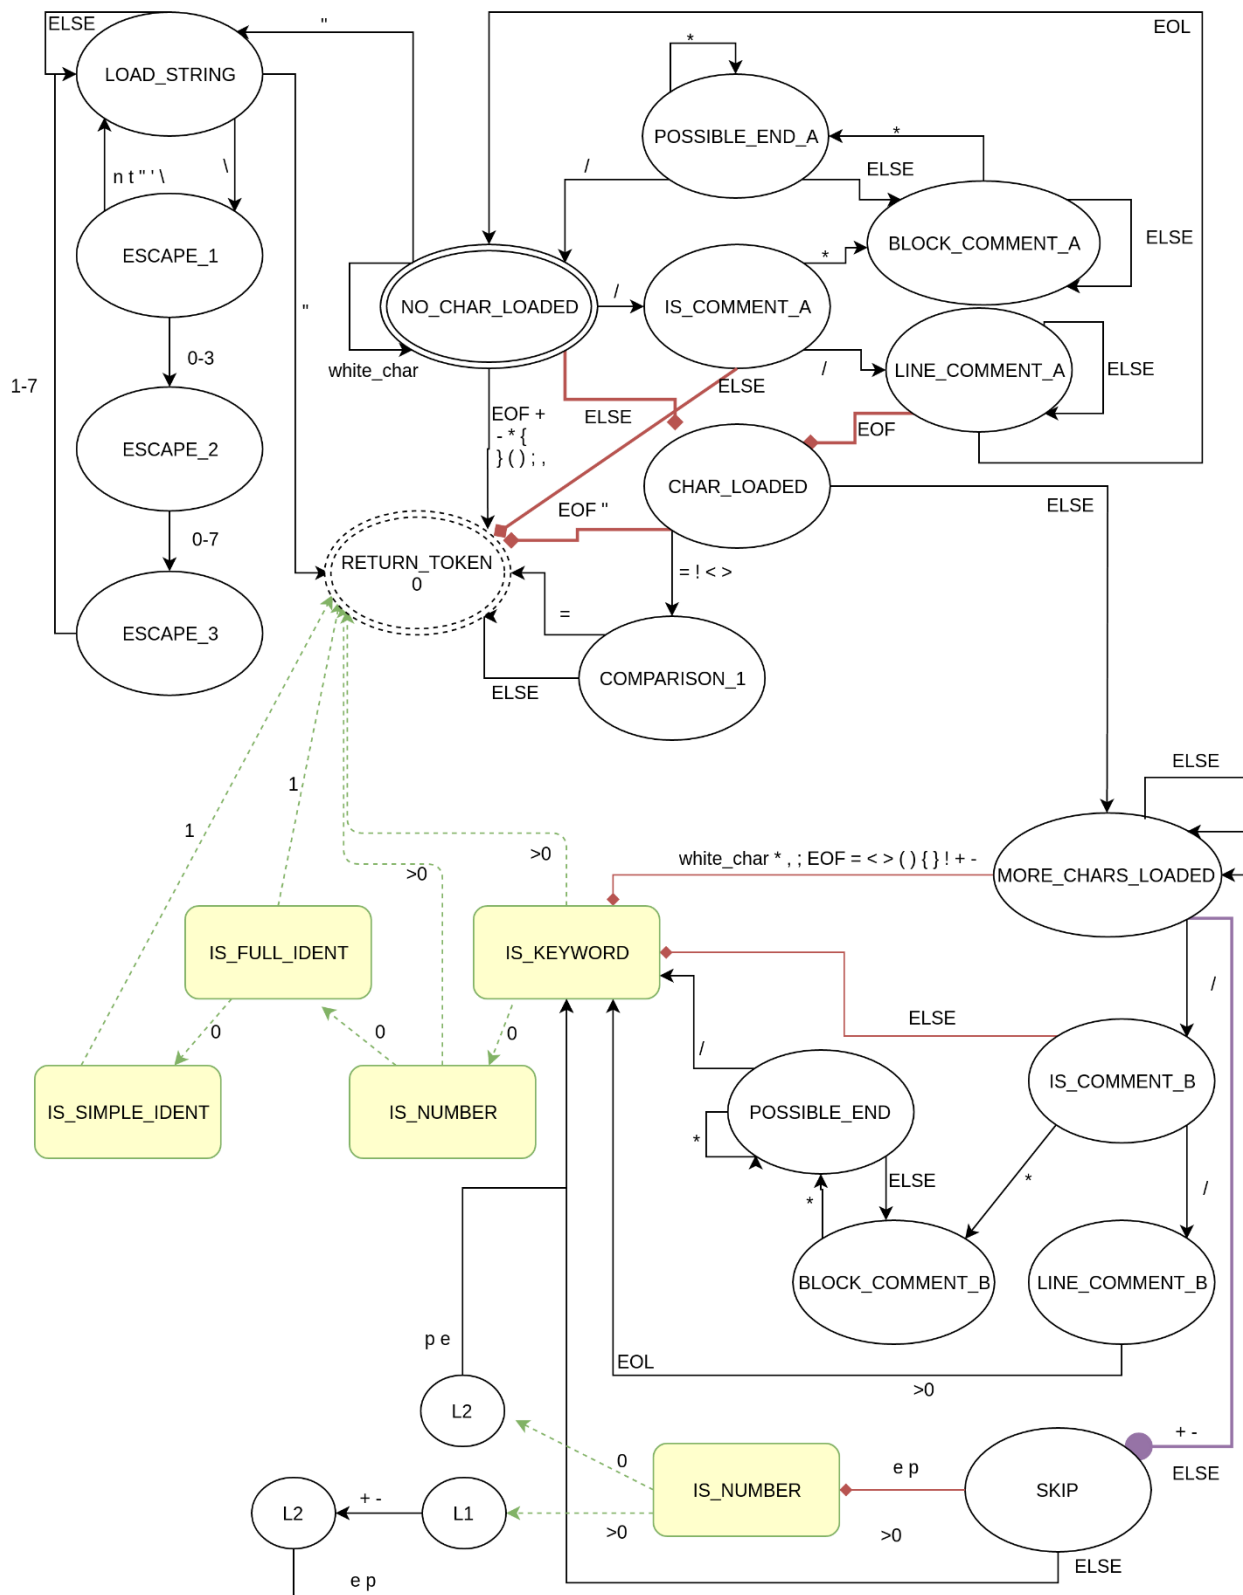 ELSE
"
EOL
LOAD_STRING
*
POSSIBLE_END_A
*
n t " ' \
\
/
ELSE
ESCAPE_1
BLOCK_COMMENT_A
ELSE
*
NO_CHAR_LOADED
/
IS_COMMENT_A
"
0-3
white_char
/
LINE_COMMENT_A
ELSE
1-7
ELSE
EOF +
- * {
} ( ) ; ,
ELSE
EOF
ESCAPE_2
CHAR_LOADED
ELSE
EOF "
0-7
RETURN_TOKEN
0
= ! < >
=
ESCAPE_3
COMPARISON_1
ELSE
ELSE
1
1
>0
>0
white_char * , ; EOF = < > ( ) { } ! + -
MORE_CHARS_LOADED
IS_FULL_IDENT
IS_KEYWORD
/
ELSE
0
0
0
/
IS_SIMPLE_IDENT
IS_NUMBER
POSSIBLE_END
IS_COMMENT_B
*
ELSE
*
/
*
BLOCK_COMMENT_B
LINE_COMMENT_B
p e
EOL
>0
L2
+ -
0
e p
ELSE
IS_NUMBER
SKIP
L2
+ -
L1
>0
>0
ELSE
e p